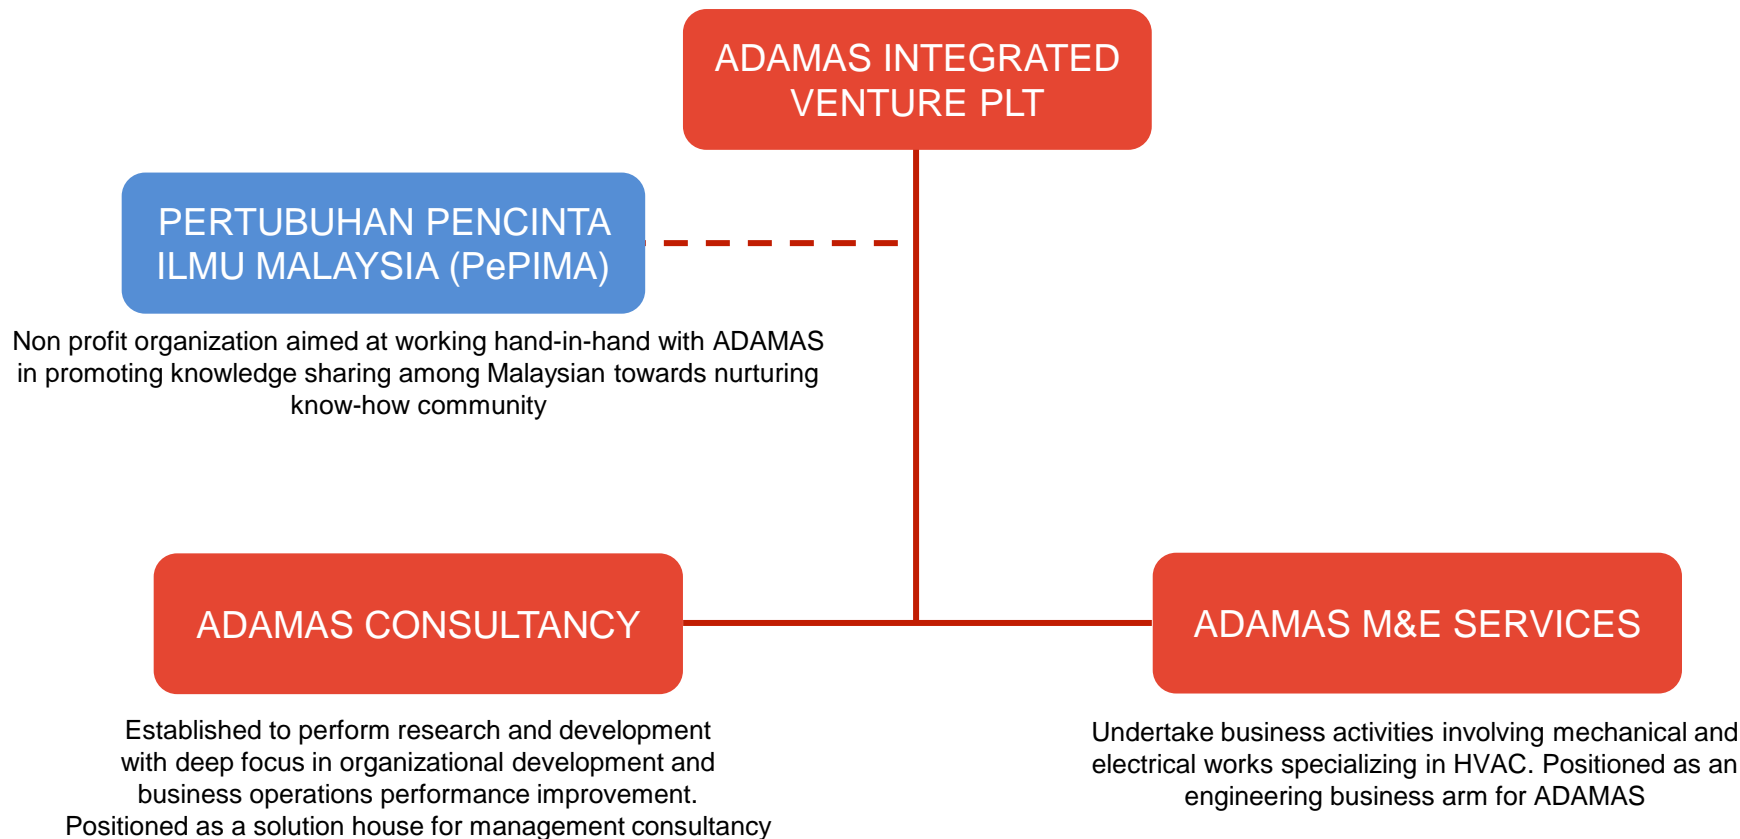 ADAMAS INTEGRATED
VENTURE PLT
PERTUBUHAN PENCINTA
ILMU MALAYSIA (PePIMA)
Non profit organization aimed at working hand-in-hand with ADAMAS
in promoting knowledge sharing among Malaysian towards nurturing
know-how community
ADAMAS CONSULTANCY
Established to perform research and development
with deep focus in organizational development and
business operations performance improvement.
Positioned as a solution house for management consultancy
ADAMAS M&E SERVICES
Undertake business activities involving mechanical and
electrical works specializing in HVAC. Positioned as an
engineering business arm for ADAMAS